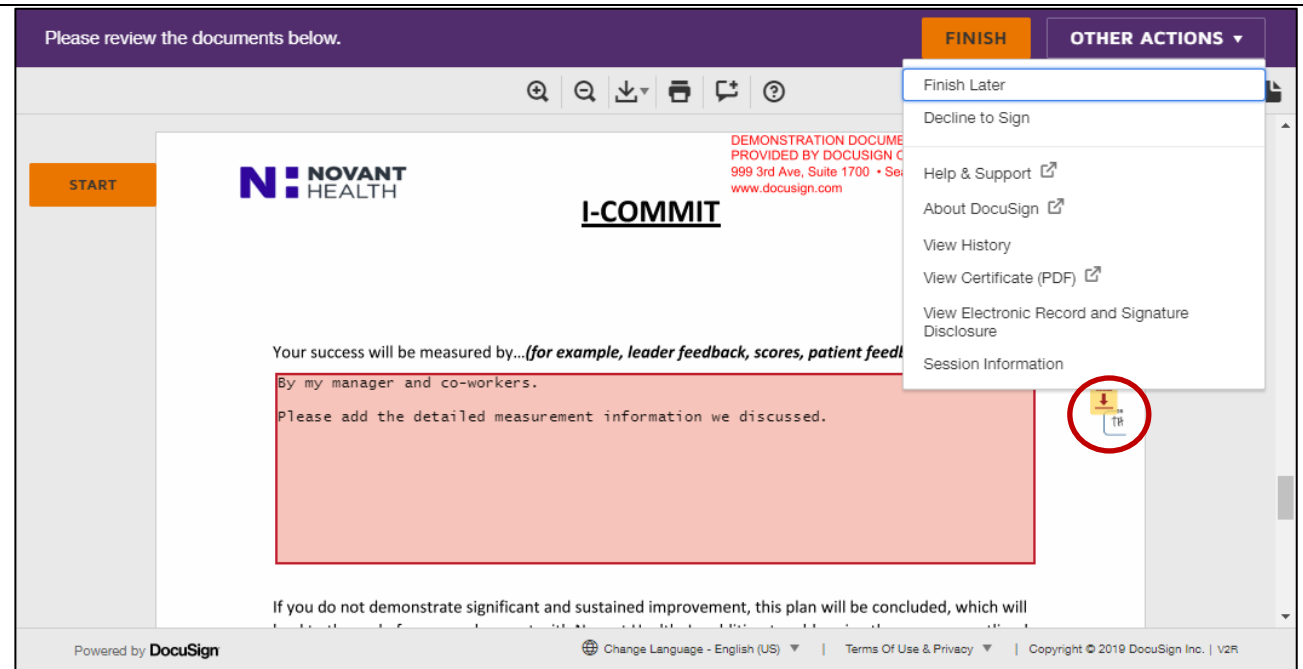 Please review the documents below.
FINISH
OTHER ACTIONS
Finish Later
Decline to Sign
Help & Support
About DocuSign
View History
View Certificate (PDF)
View Electronic Record and Signature
Disclosure
Session Information
START
NOVANT
HEALTH
DEMONSTRATION
PROVIDED BY DOCUSIGN
999 3rd Ave, Suite 1700 •
www.docusign.com
I-COMMIT
Your success will be measured by...(for example, leader feedback, scores, patient
By my manager and co-workers.
Please add the detailed measurement information we discussed.
If you do not demonstrate significant and sustained improvement, this plan will be concluded, which will
Powered by DocuSign
Change Language - English (US)
Terms Of Use & Privacy
Copyright © 2019 DocuSign Inc. | V2R